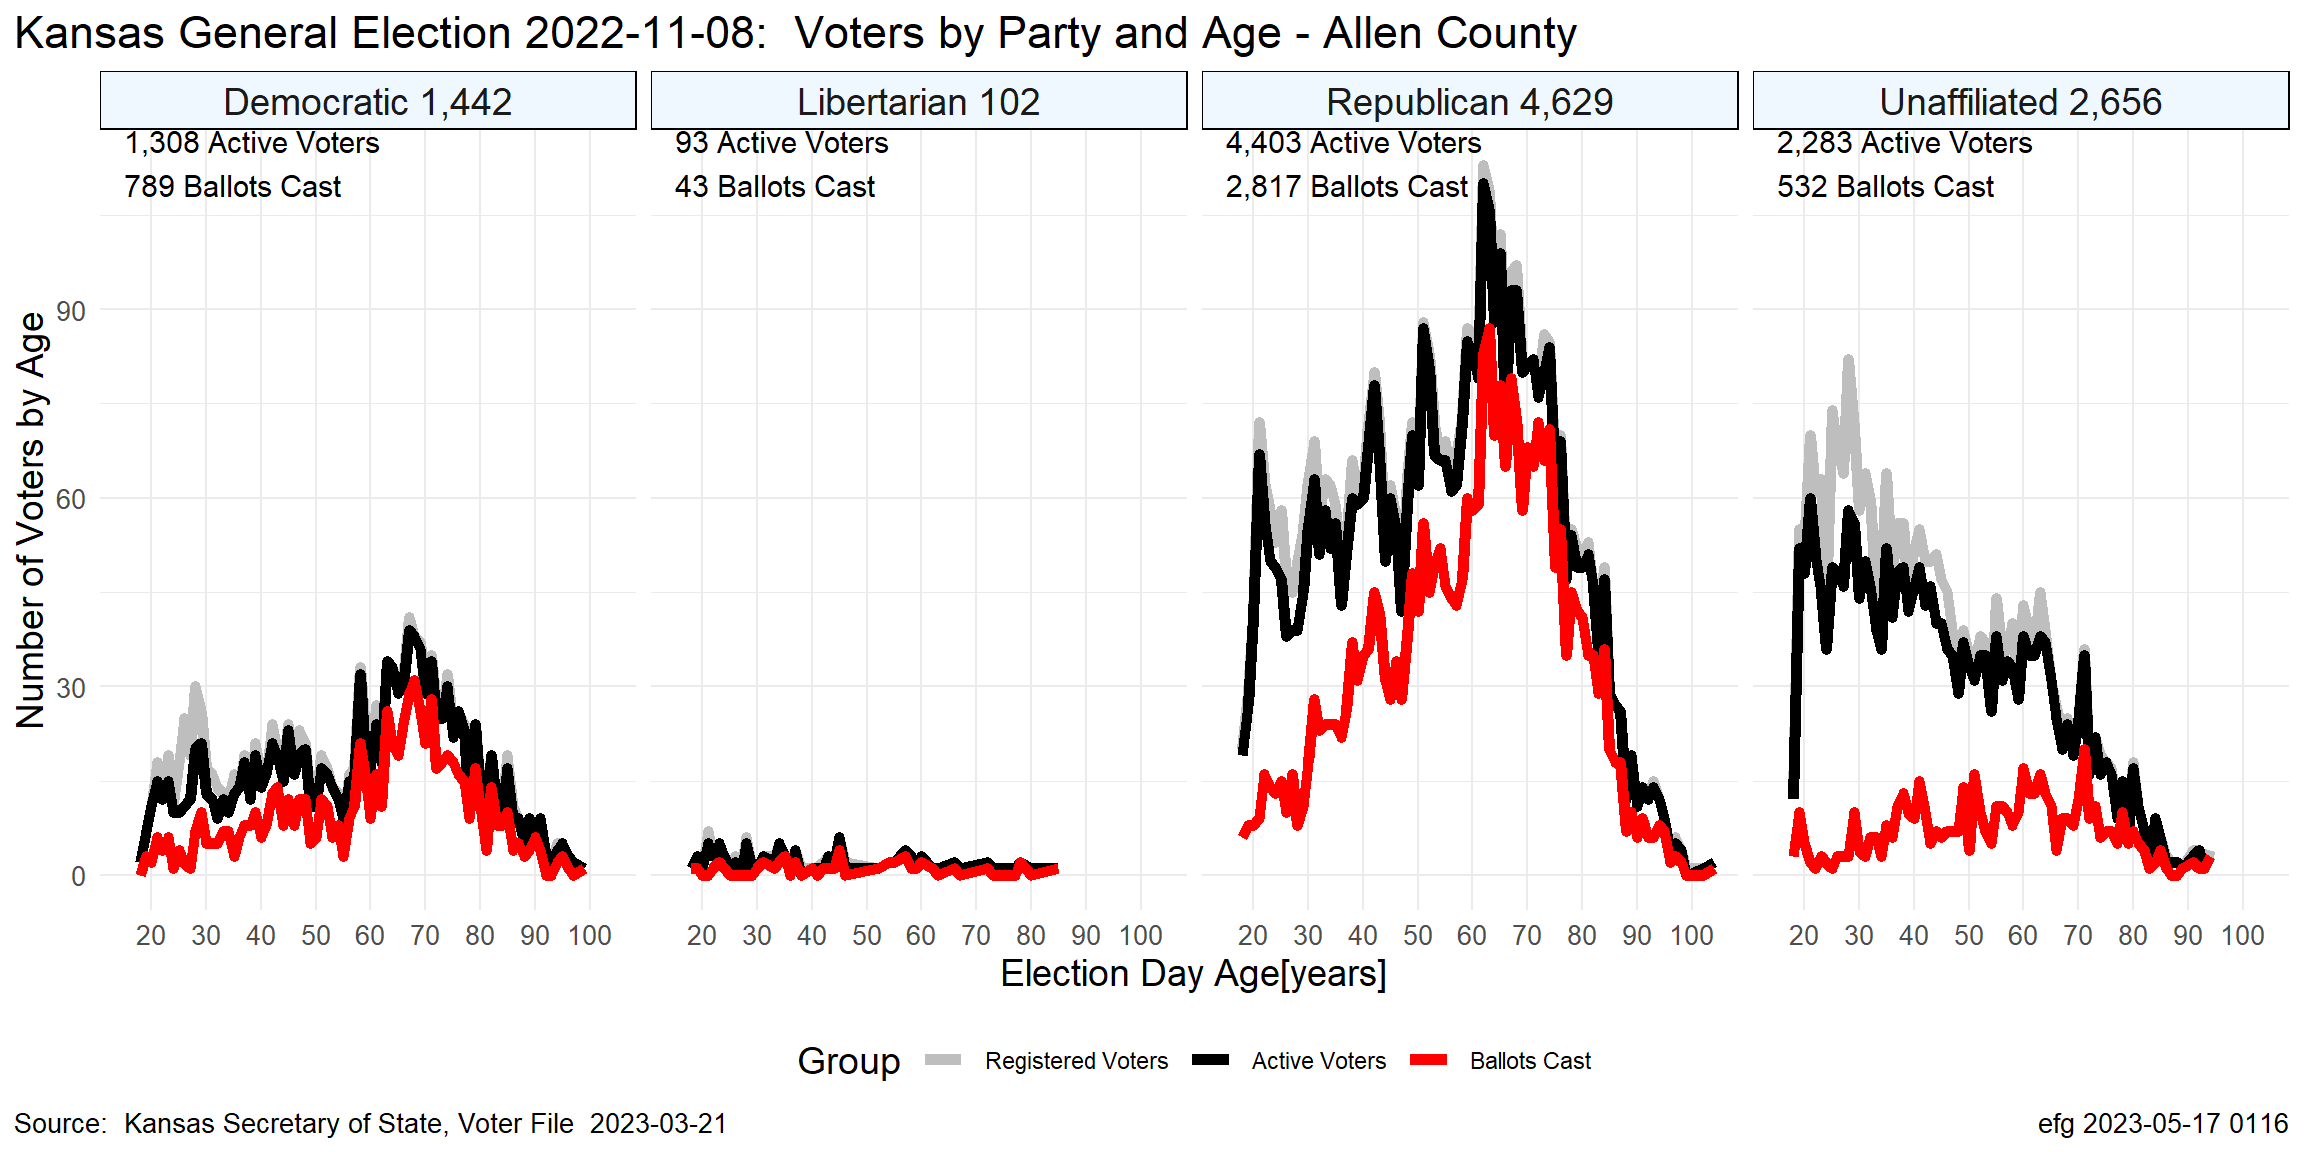 Kansas General Election 2022-11-08:  Voters by Party and Age - Allen County
Democratic 1,442
Libertarian 102
Republican 4,629
Unaffiliated 2,656
1,308 Active Voters
789 Ballots Cast
93 Active Voters
43 Ballots Cast
4,403 Active Voters
2,817 Ballots Cast
2,283 Active Voters
532 Ballots Cast
Number of Voters by Age
90
60
30
0
20 30 40 50 60 70 80 90 100
20 30 40 50 60 70 80 90 100
20 30 40 50 60 70 80 90 100
20 30 40 50 60 70 80 90 100
Election Day Age[years]
Group Registered Voters Active Voters Ballots Cast
Source:  Kansas Secretary of State, Voter File  2023-03-21
efg 2023-05-17 0116